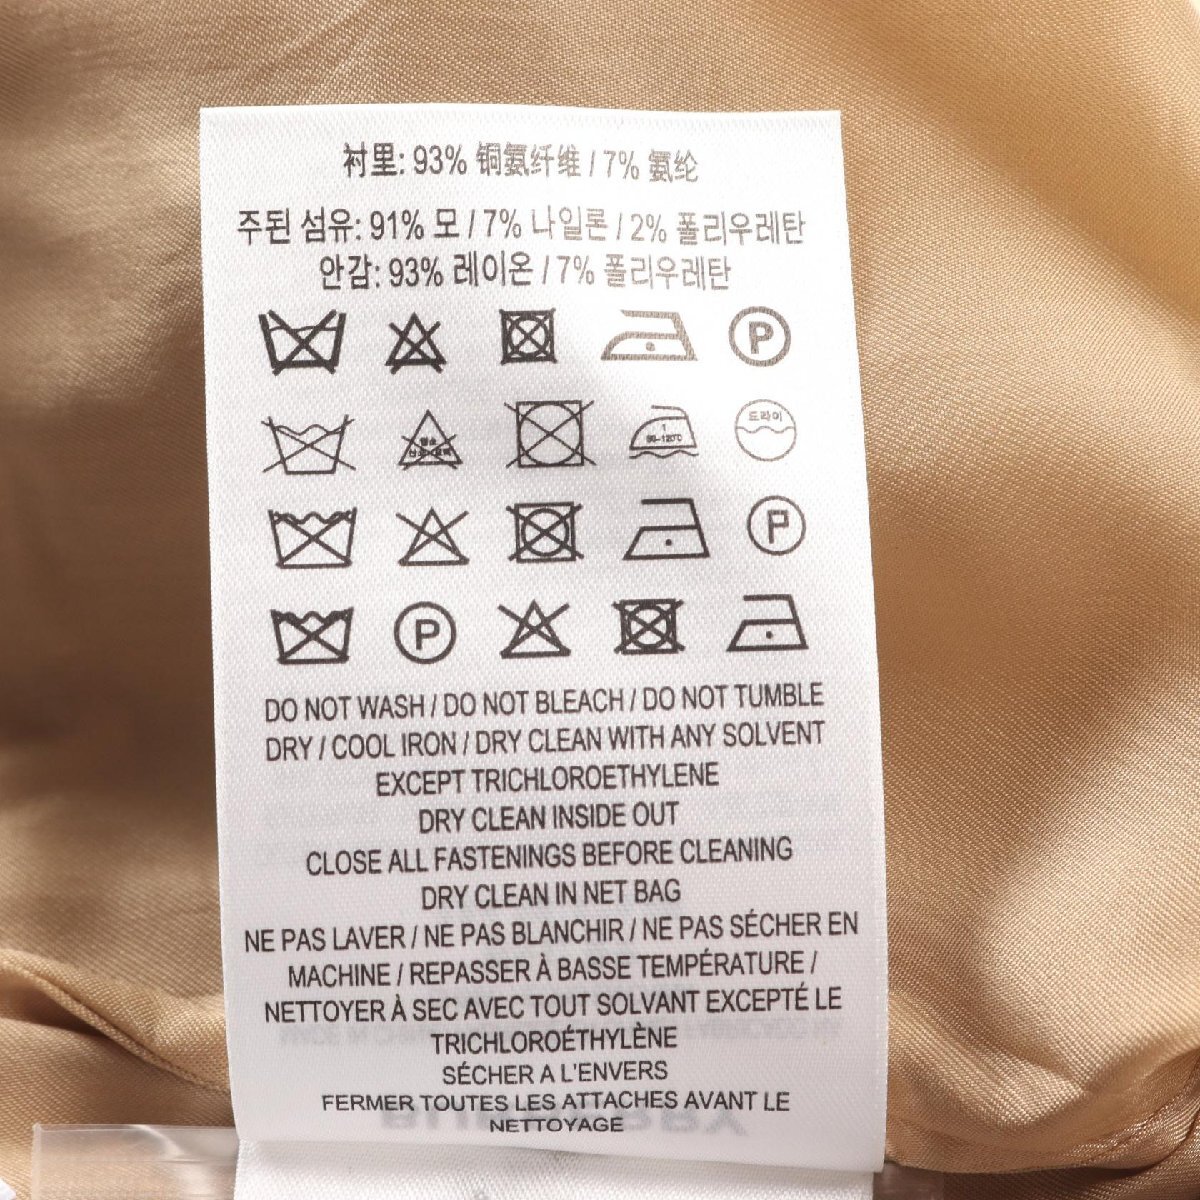 衬里: 93% 铜氨纤维 / 7% 氨纶
주된 섬유: 91% 모 / 7% 나일론 / 2% 폴리우레탄
안감: 93% 레이온 / 7% 폴리우레탄
P
드라이
P
P
DO NOT WASH / DO NOT BLEACH / DO NOT TUMBLE
DRY / COOL IRON / DRY CLEAN WITH ANY SOLVENT
EXCEPT TRICHLOROETHYLENE
DRY CLEAN INSIDE OUT
CLOSE ALL FASTENINGS BEFORE CLEANING
DRY CLEAN IN NET BAG
NE PAS LAVER / NE PAS BLANCHIR / NE PAS SÉCHER EN
MACHINE / REPASSER À BASSE TEMPÉRATURE /
NETTOYER À SEC AVEC TOUT SOLVANT EXCEPTÉ LE
TRICHLOROÉTHYLÈNE
SÉCHER A L'ENVERS
FERMER TOUTES LES ATTACHES AVANT LE
NETTOYAGE